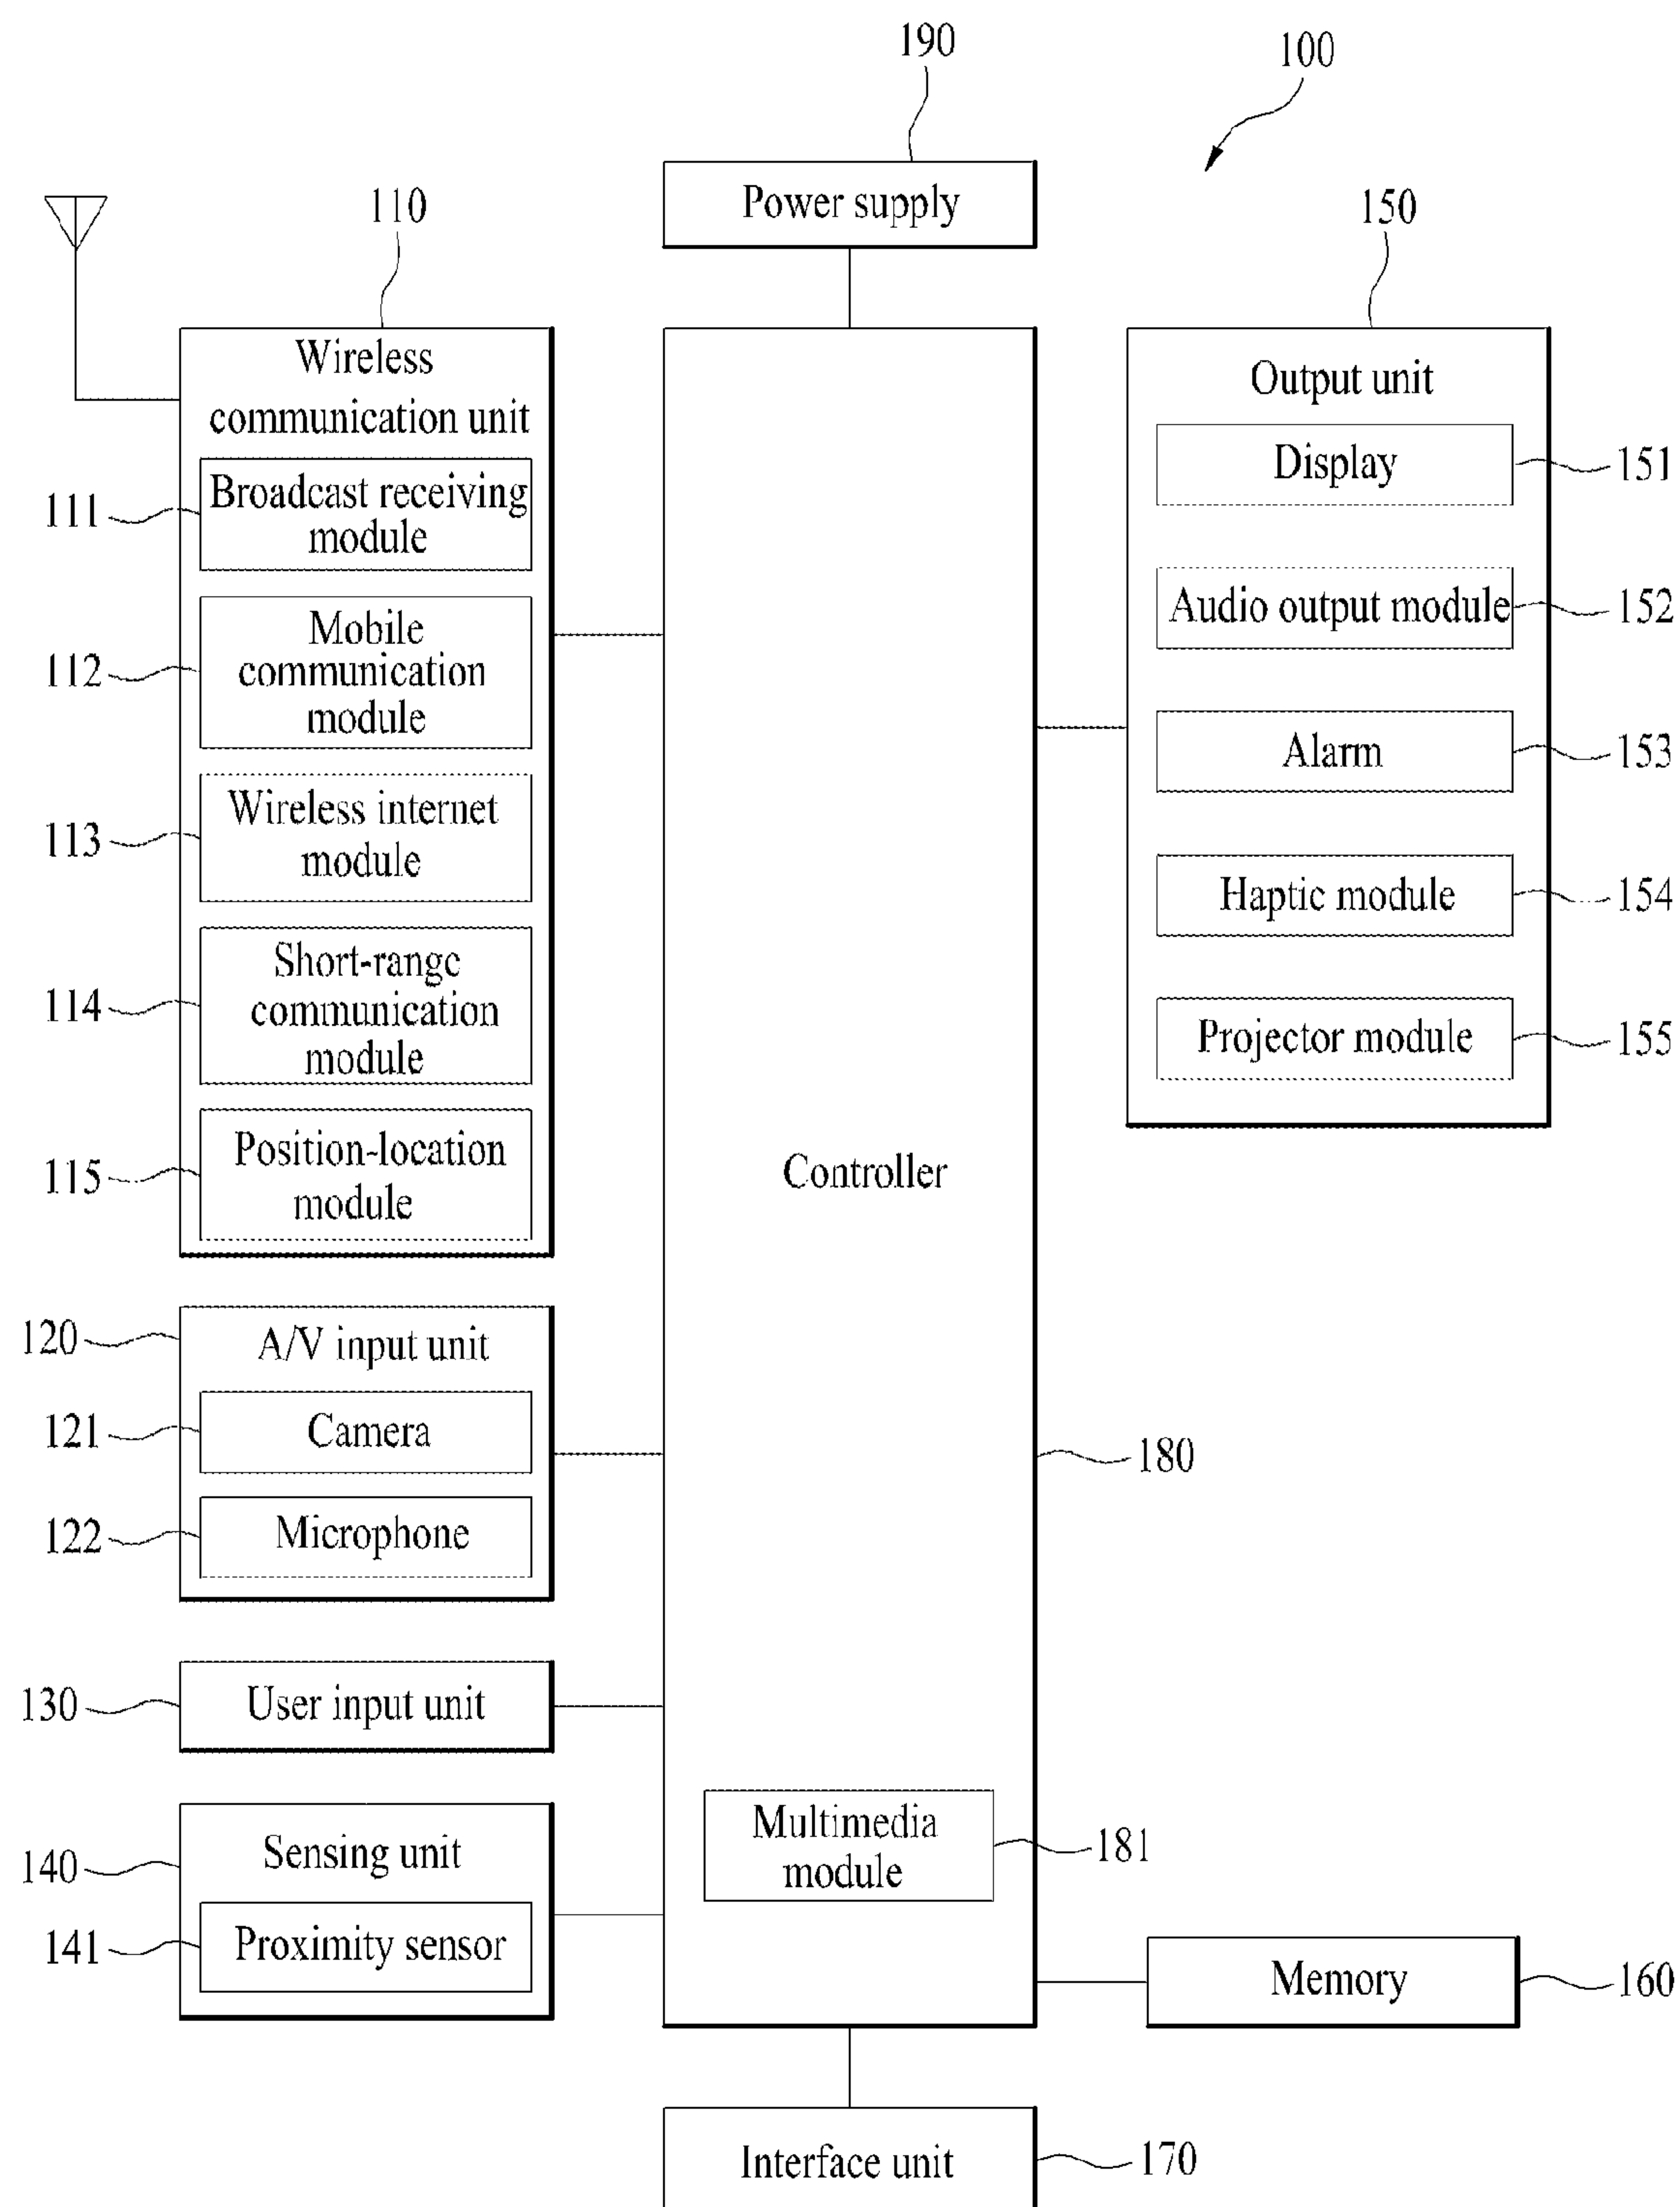 190
100
Power supply
110
150
Wireless
communication unit
Output unit
111
Broadcast receiving
module
Display
151
112
Mobile
communication
module
Audio output module
152
113
Wireless internet
module
Alarm
153
114
Short-range
communication
module
Haptic module
154
115
Position-location
module
Projector module
155
Controller
180
120
A/V input unit
121
Camera
122
Microphone
130
User input unit
140
Sensing unit
141
Proximity sensor
Multimedia
module
181
Memory
160
Interface unit
170